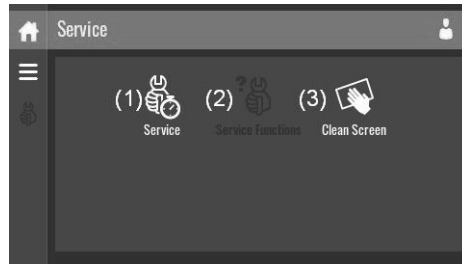 Service
(1)
(2) ?
(3)
Service
Service Functions
Clean Screen